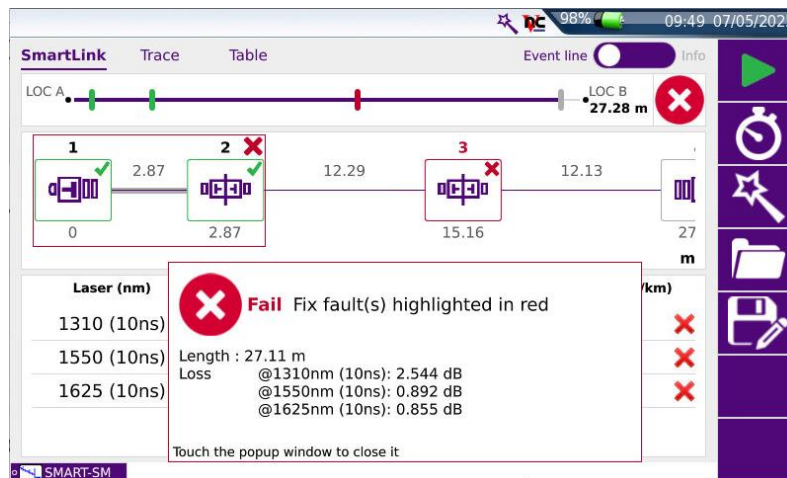 98% 09:49 07/05/202
SmartLink Trace Table Event line Info
LOC A LOC B
27.28 m
1 2 3
2.87 12.29 12.13
0 2.87 15.16 27
m
Laser (nm) /km)
Fail Fix fault(s) highlighted in red
1310 (10ns)
1550 (10ns)
1625 (10ns)
Length : 27.11 m
Loss @1310nm (10ns): 2.544 dB
@1550nm (10ns): 0.892 dB
@1625nm (10ns): 0.855 dB
Touch the popup window to close it
SMART-SM